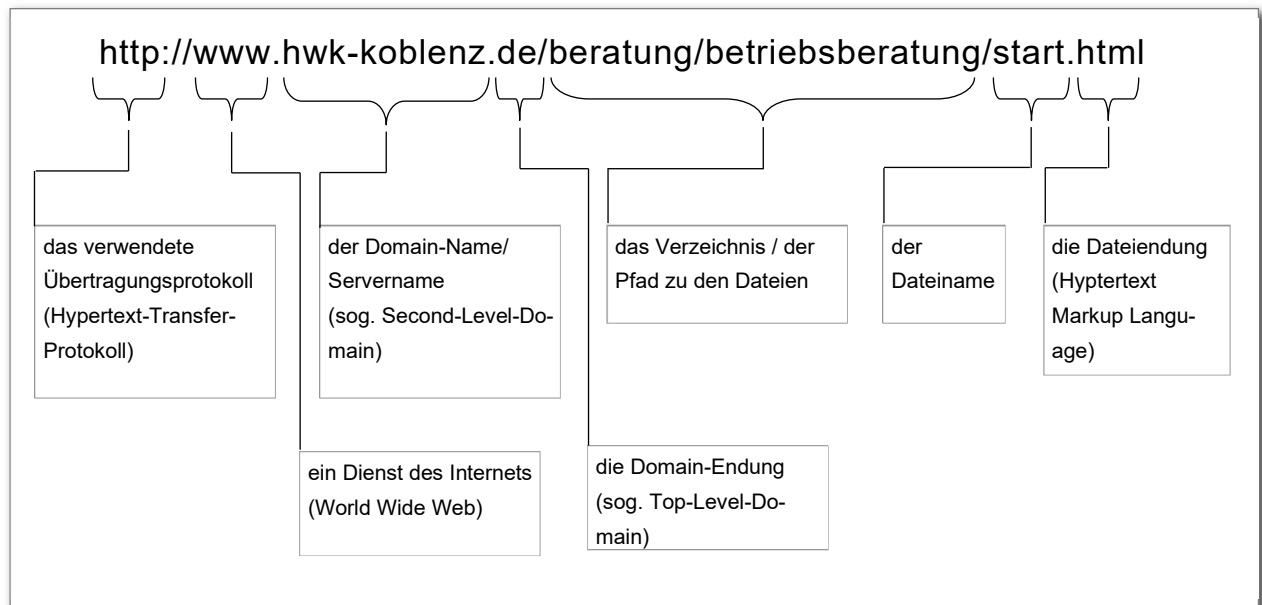 http://www.hwk-koblenz.de/beratung/betriebsberatung/start.html
das verwendete
Übertragungsprotokoll
(Hypertext-Transfer-
Protokoll)
der Domain-Name/
Servername
(sog. Second-Level-Do-
main)
das Verzeichnis / der
Pfad zu den Dateien
der
Dateiname
die Dateiendung
(Hyptertext
Markup Langu-
age)
ein Dienst des Internets
(World Wide Web)
die Domain-Endung
(sog. Top-Level-Do-
main)